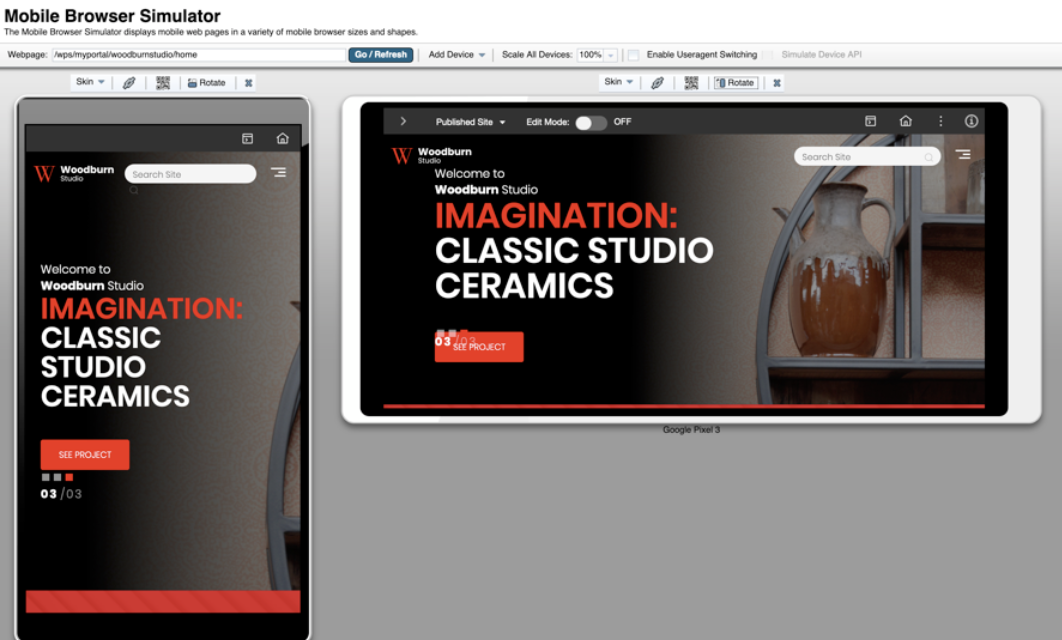 Mobile Browser Simulator
The Mobile Browser Simulator displays mobile web pages in a variety of mobile browser sizes and shapes.
Webpage: /wps/myportal/woodburnstudio/home Go / Refresh Add Device Scale All Devices: 100% Enable Useragent Switching Simulate Device API
Skin Rotate
W Woodburn
Studio
Search Site
Welcome to
Woodburn Studio
IMAGINATION:
CLASSIC
STUDIO
CERAMICS
SEE PROJECT
03 /03
Skin Rotate
Published Site Edit Mode: OFF
W Woodburn
Studio
Search Site
Welcome to
Woodburn Studio
IMAGINATION:
CLASSIC STUDIO
CERAMICS
03 /03
SEE PROJECT
Google Pixel 3